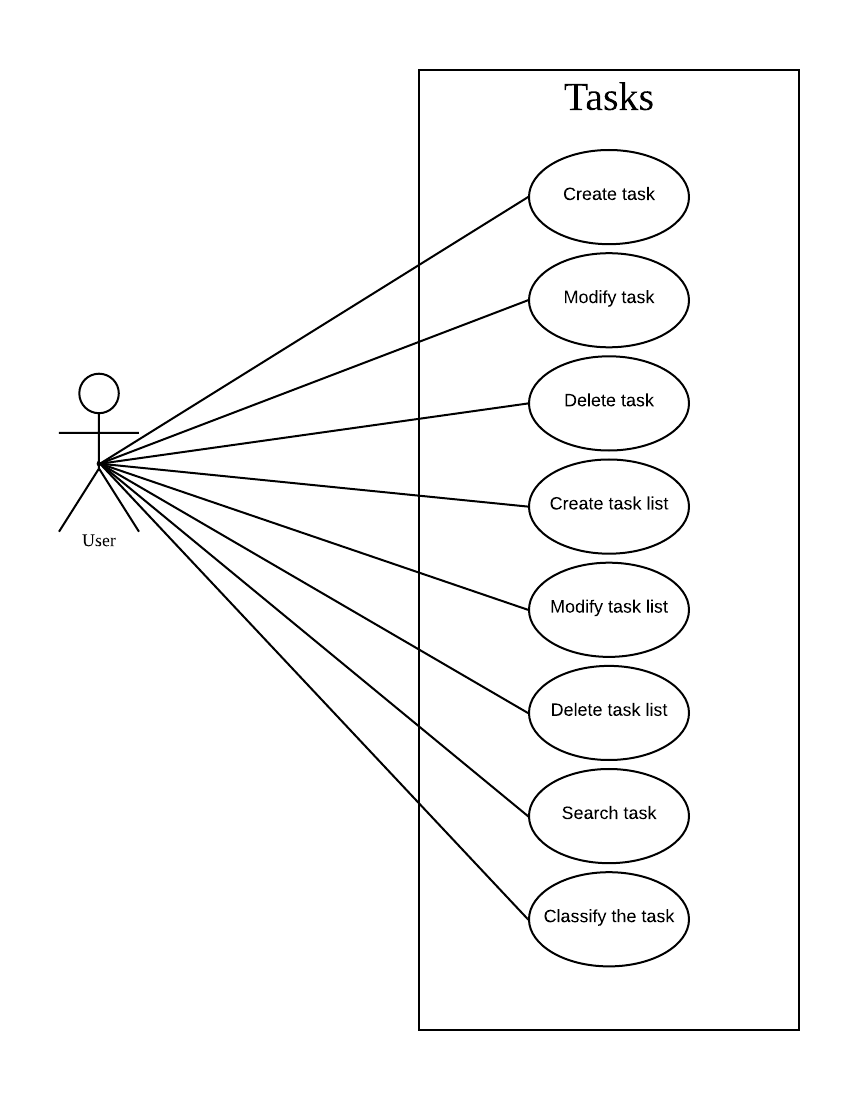 Tasks
Create task
Modify task
Delete task
Create task list
Modify task list
Delete task list
Search task
Classify the task
User